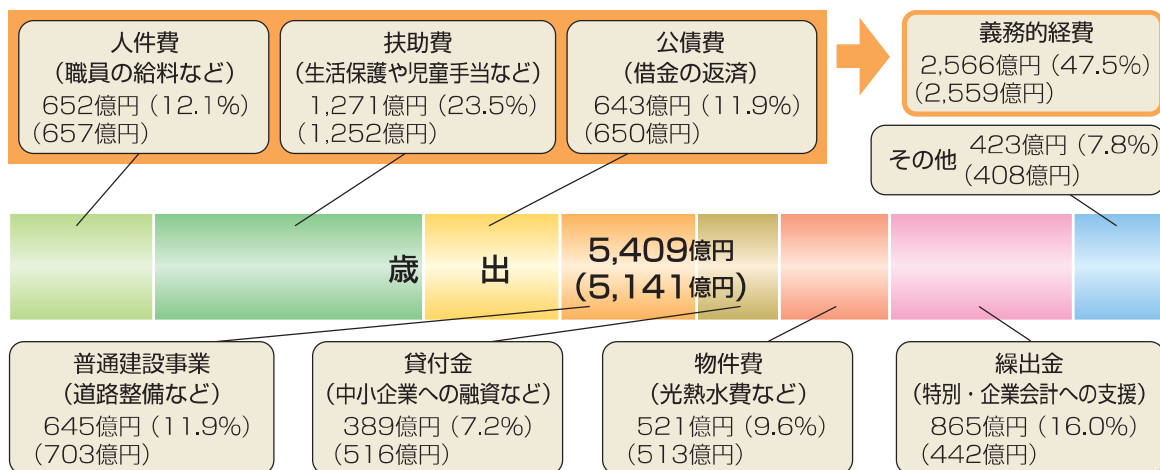 人件費
(職員の給料など)
652億円 (12.1%)
(657億円)
扶助費
(生活保護や児童手当など)
1,271億円 (23.5%)
(1,252億円)
公債費
(借金の返済)
643億円 (11.9%)
(650億円)
義務的経費
2,566億円 (47.5%)
(2,559億円)
その他 423億円 (7.8%)
(408億円)
歳出 5,409億円
(5,141億円)
普通建設事業
(道路整備など)
645億円 (11.9%)
(703億円)
貸付金
(中小企業への融資など)
389億円 (7.2%)
(516億円)
物件費
(光熱水費など)
521億円 (9.6%)
(513億円)
繰出金
(特別・企業会計への支援)
865億円 (16.0%)
(442億円)